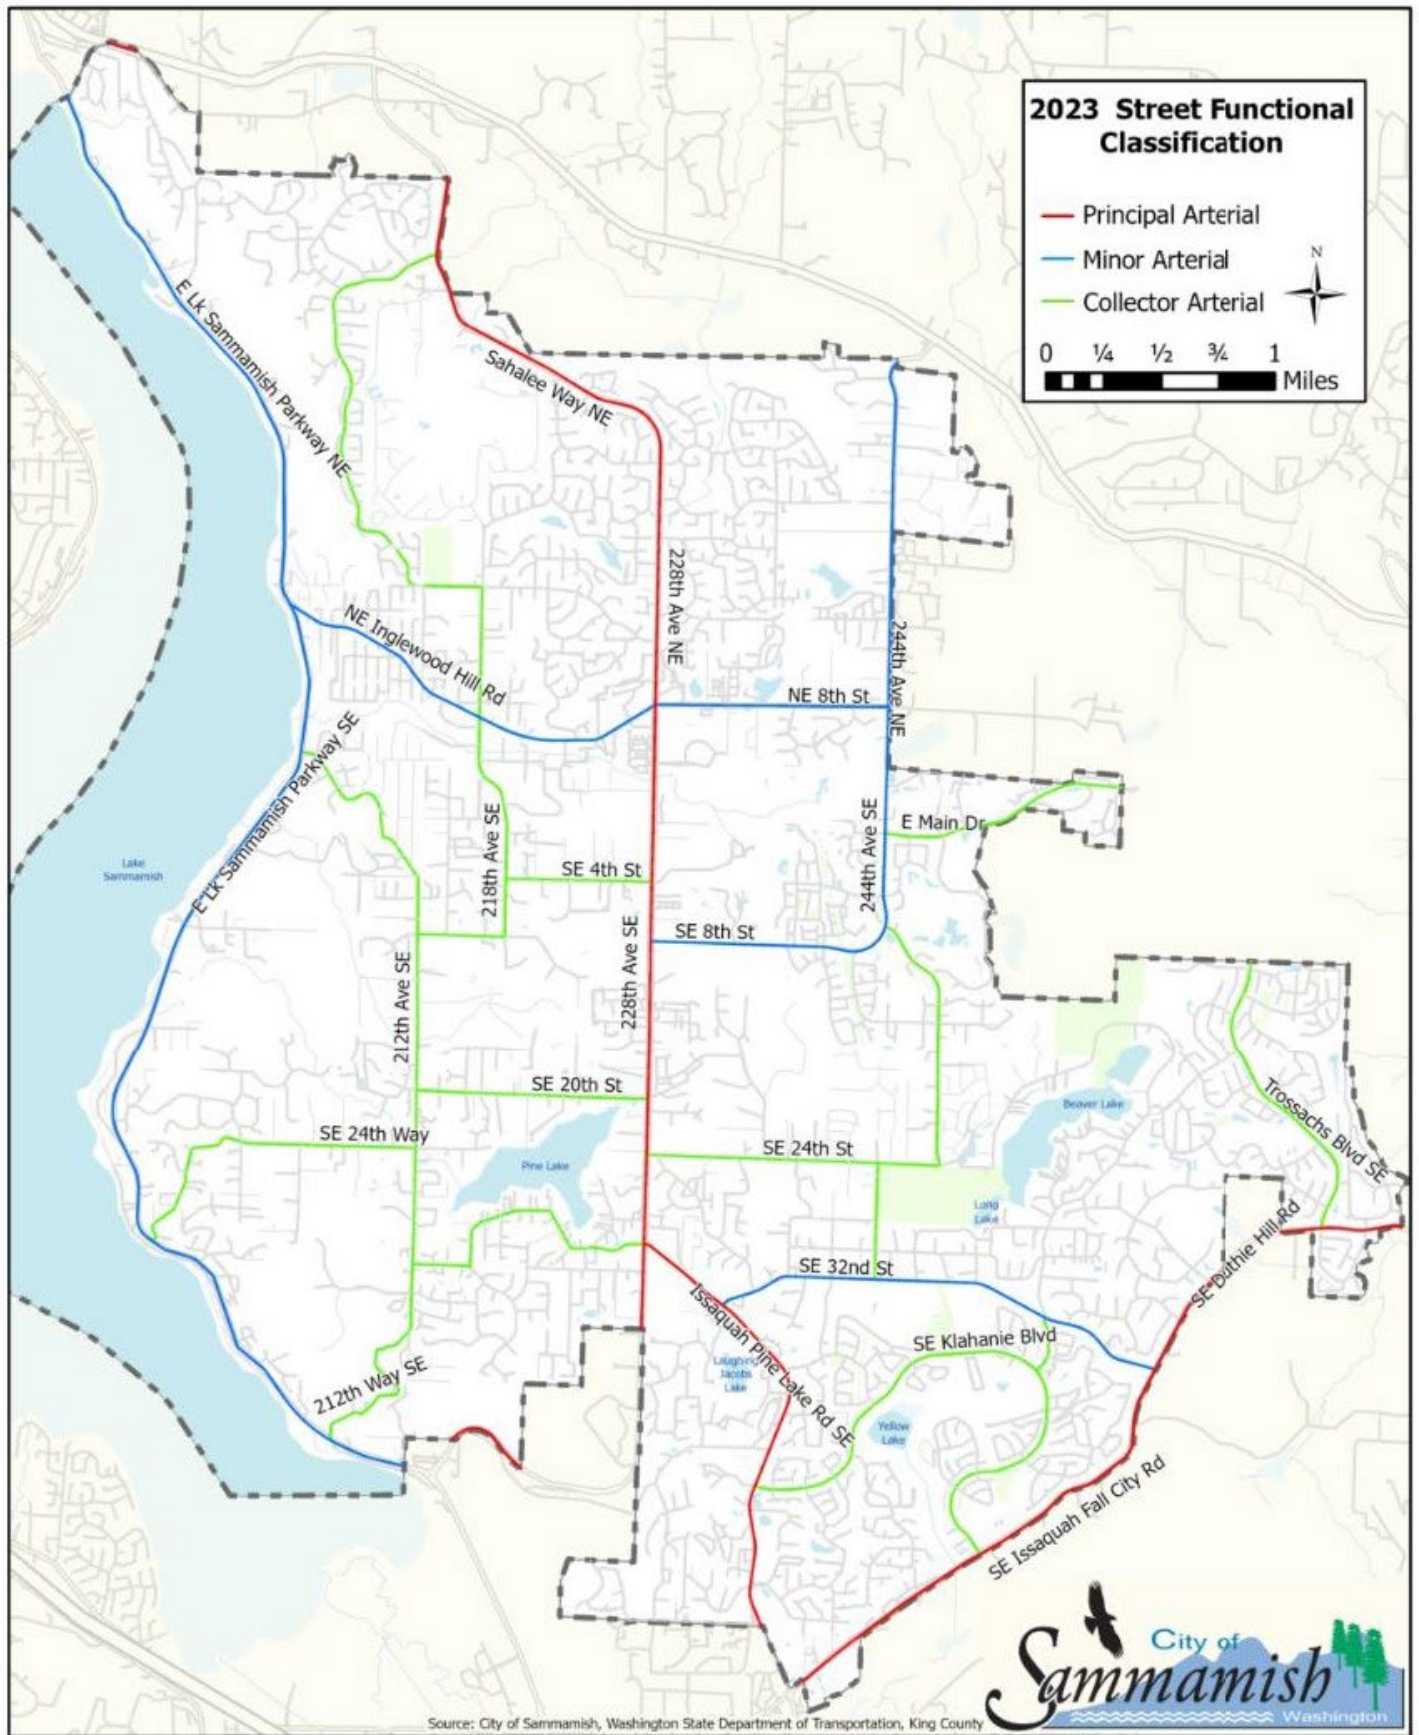 2023 Street Functional
Classification
Principal Arterial
Minor Arterial
Collector Arterial
N
0 ¼ ½ ¾ 1
Miles
E Lk Sammamish Parkway NE
Sahalee Way NE
228th Ave NE
NE Inglewood Hill Rd
244th Ave NE
NE 8th St
E Lk Sammamish Parkway SE
218th Ave SE
244th Ave SE
E Main Dr
Lake
Sammamish
SE 4th St
SE 8th St
228th Ave SE
212th Ave SE
SE 20th St
SE 24th Way
Pine Lake
SE 24th St
Beaver Lake
Trossachs Blvd SE
Long
Lake
SE Duthie Hill Rd
SE 32nd St
Issaquah Pine Lake Rd SE
SE Klahanie Blvd
Laughing
Jacobs
Lake
212th Way SE
Yellow
Lake
SE Issaquah Fall City Rd
City of
Sammamish
Washington
Source: City of Sammamish, Washington State Department of Transportation, King County